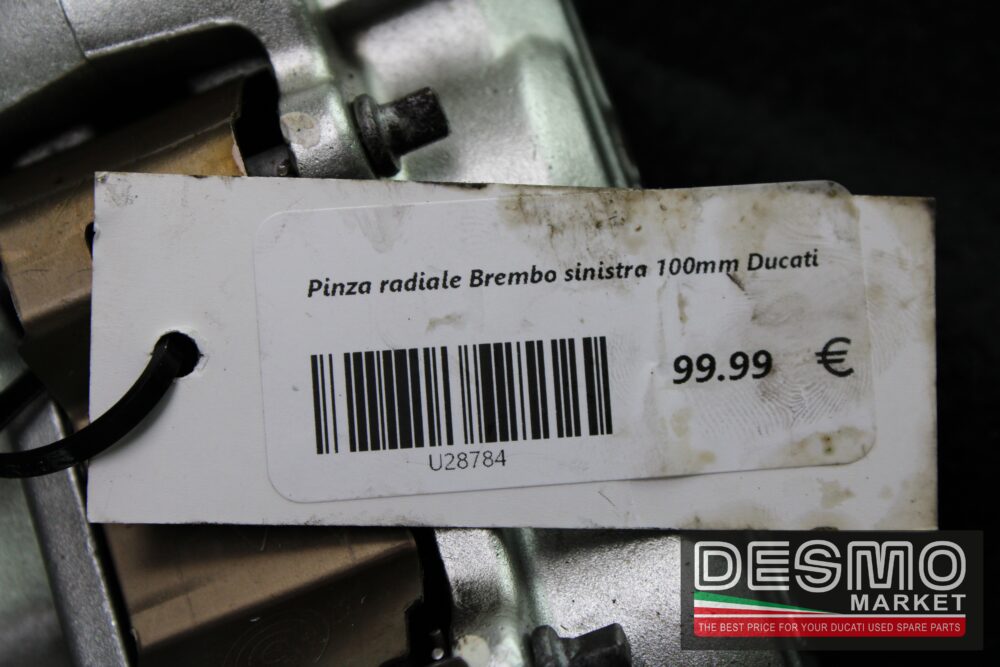 Pinza radiale Brembo sinistra 100mm Ducati
99.99 €
U28784
DESMO
MARKET
THE BEST PRICE FOR YOUR DUCATI USED SPARE PARTS